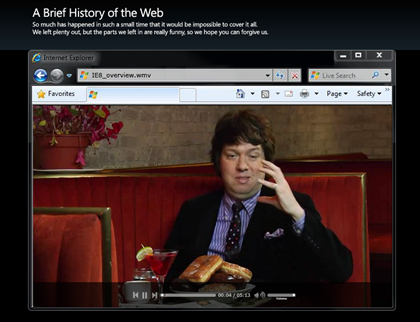 A Brief History of the Web
So much has happened in such a small time that it would be impossible to cover it all.
We left plenty out, but the parts we left in are really funny, so we hope you can forgive us.
Internet Explorer
IE8_overview.wmv
Live Search
Favorites
Page
Safety
00:04 / 05:13